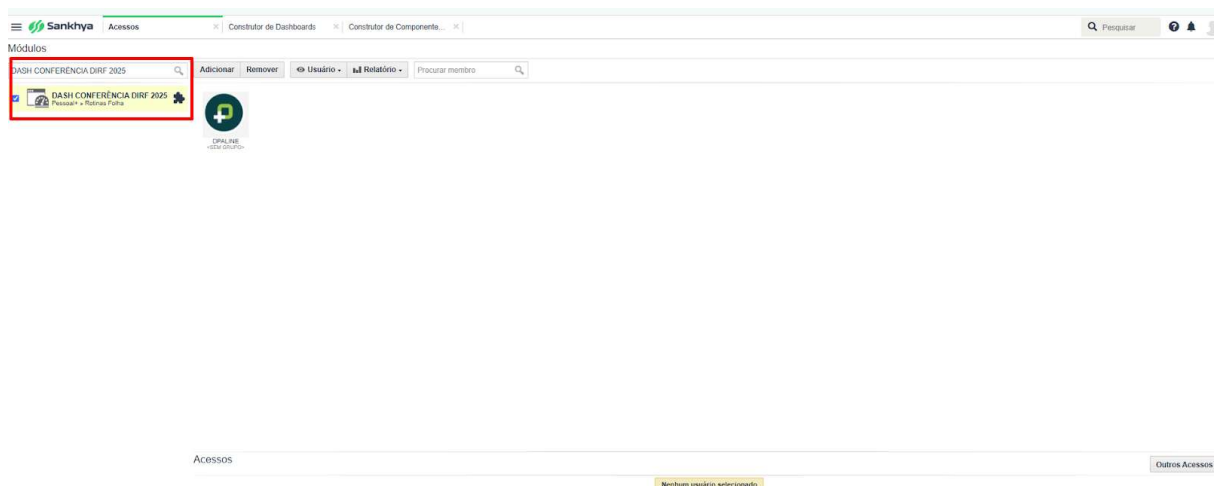 Sankhya Acessos Construtor de Dashboards Construtor de Componente... Pesquisar
Módulos
DASH CONFERÊNCIA DIRF 2025 Adicionar Remover Usuário Relatório Procurar membro
DASH CONFERÊNCIA DIRF 2025
Pessoal+ » Rotinas Folha
OPALINE
<SEM GRUPO>
Acessos
Outros Acessos
Nenhum usuário selecionado